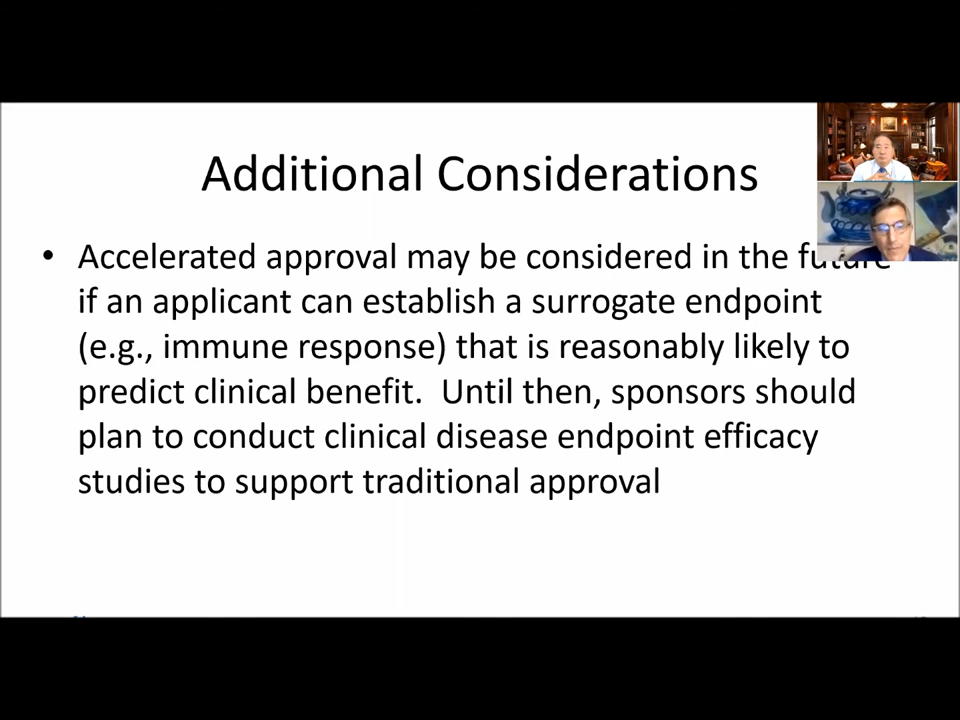 Additional Considerations
• Accelerated approval may be considered in the future
if an applicant can establish a surrogate endpoint
(e.g., immune response) that is reasonably likely to
predict clinical benefit.  Until then, sponsors should
plan to conduct clinical disease endpoint efficacy
studies to support traditional approval